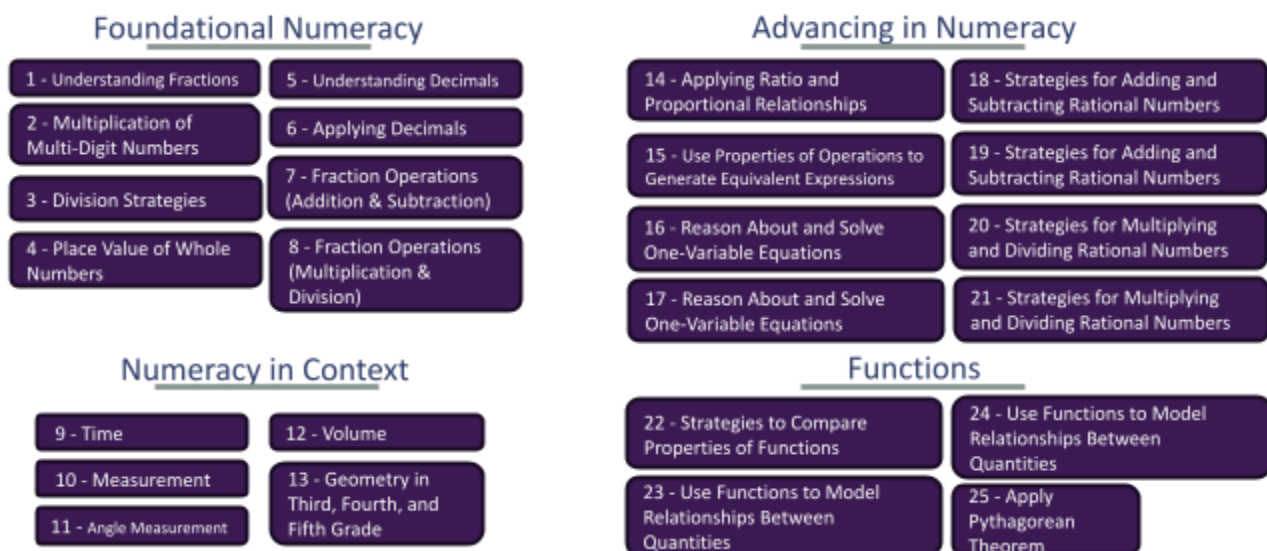 Foundational Numeracy
1 - Understanding Fractions
2 - Multiplication of
Multi-Digit Numbers
3 - Division Strategies
4 - Place Value of Whole
Numbers
5 - Understanding Decimals
6 - Applying Decimals
7 - Fraction Operations
(Addition & Subtraction)
8 - Fraction Operations
(Multiplication &
Division)
Advancing in Numeracy
14 - Applying Ratio and
Proportional Relationships
15 - Use Properties of Operations to
Generate Equivalent Expressions
16 - Reason About and Solve
One-Variable Equations
17 - Reason About and Solve
One-Variable Equations
18 - Strategies for Adding and
Subtracting Rational Numbers
19 - Strategies for Adding and
Subtracting Rational Numbers
20 - Strategies for Multiplying
and Dividing Rational Numbers
21 - Strategies for Multiplying
and Dividing Rational Numbers
Numeracy in Context
9 - Time
10 - Measurement
11 - Angle Measurement
12 - Volume
13 - Geometry in
Third, Fourth, and
Fifth Grade
Functions
22 - Strategies to Compare
Properties of Functions
23 - Use Functions to Model
Relationships Between
Quantities
24 - Use Functions to Model
Relationships Between
Quantities
25 - Apply
Pythagorean
Theorem